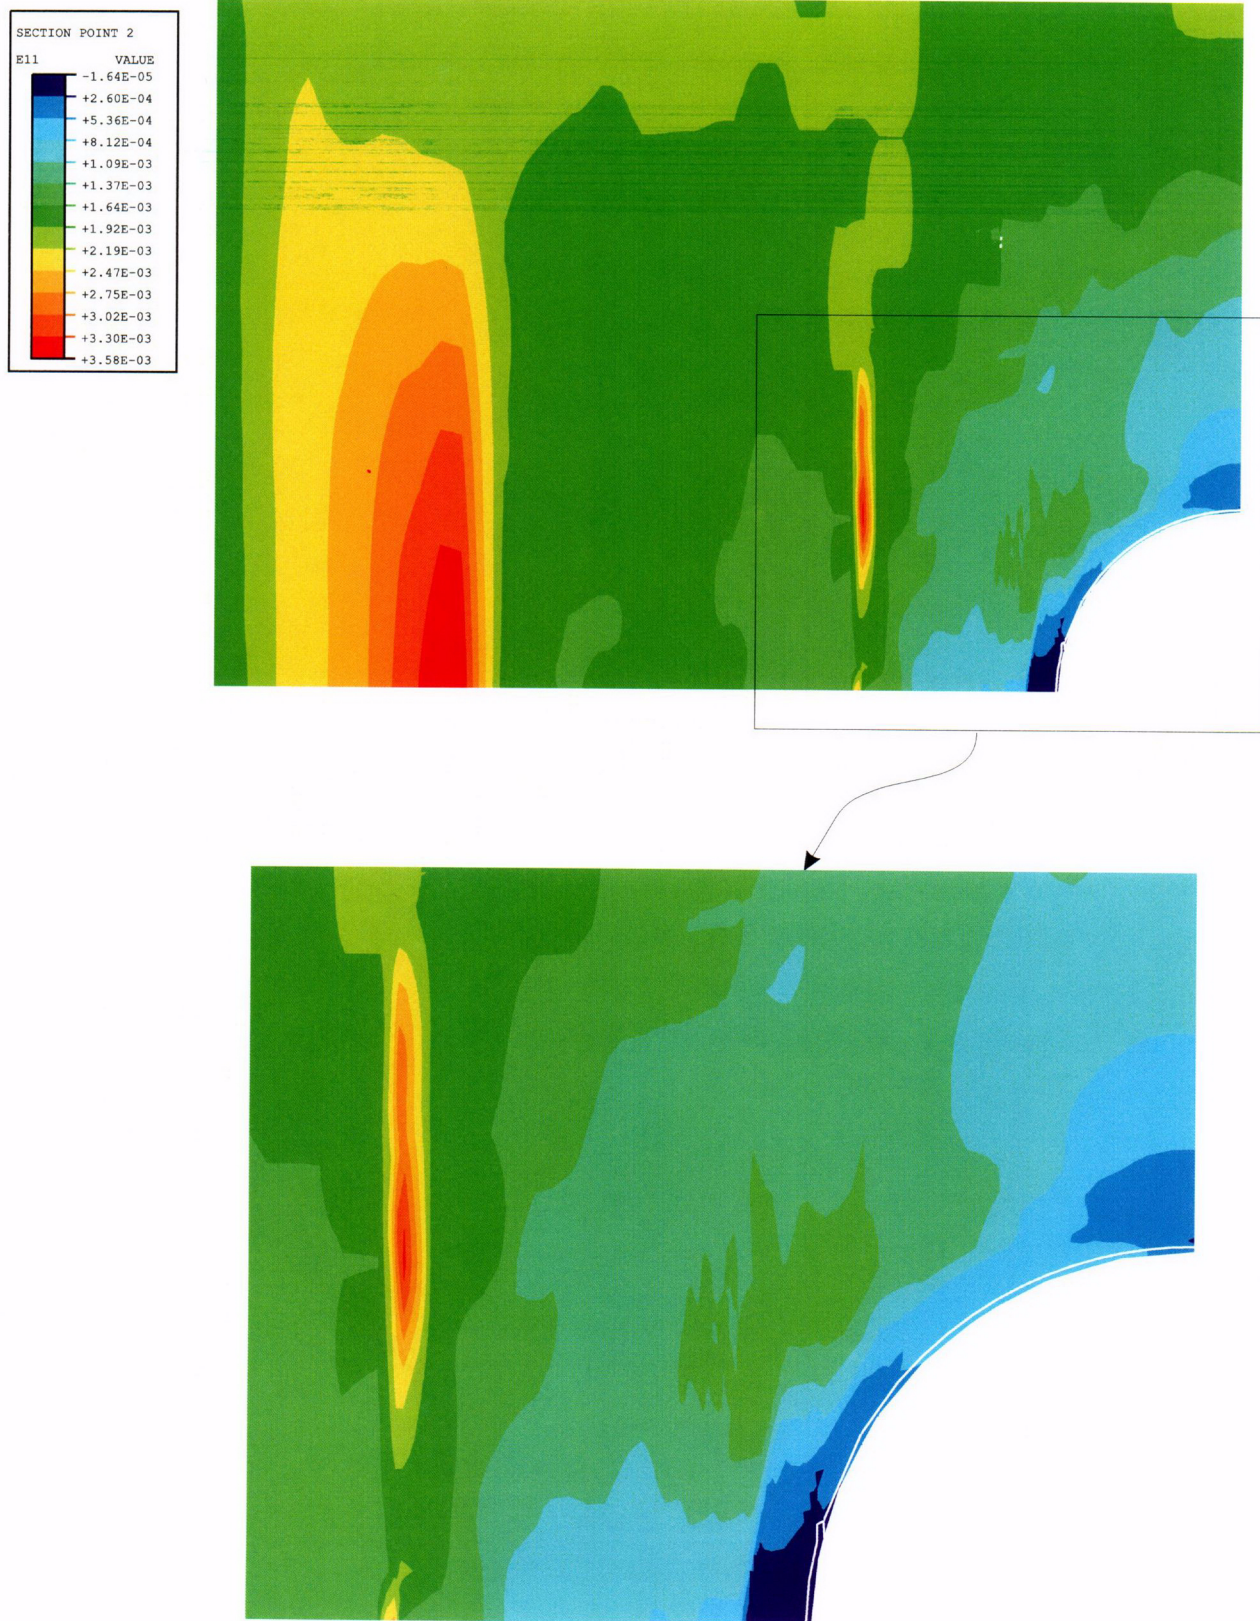 SECTION POINT 2
E11 VALUE
-1.64E-05
+2.60E-04
+5.36E-04
+8.12E-04
+1.09E-03
+1.37E-03
+1.64E-03
+1.92E-03
+2.19E-03
+2.47E-03
+2.75E-03
+3.02E-03
+3.30E-03
+3.58E-03